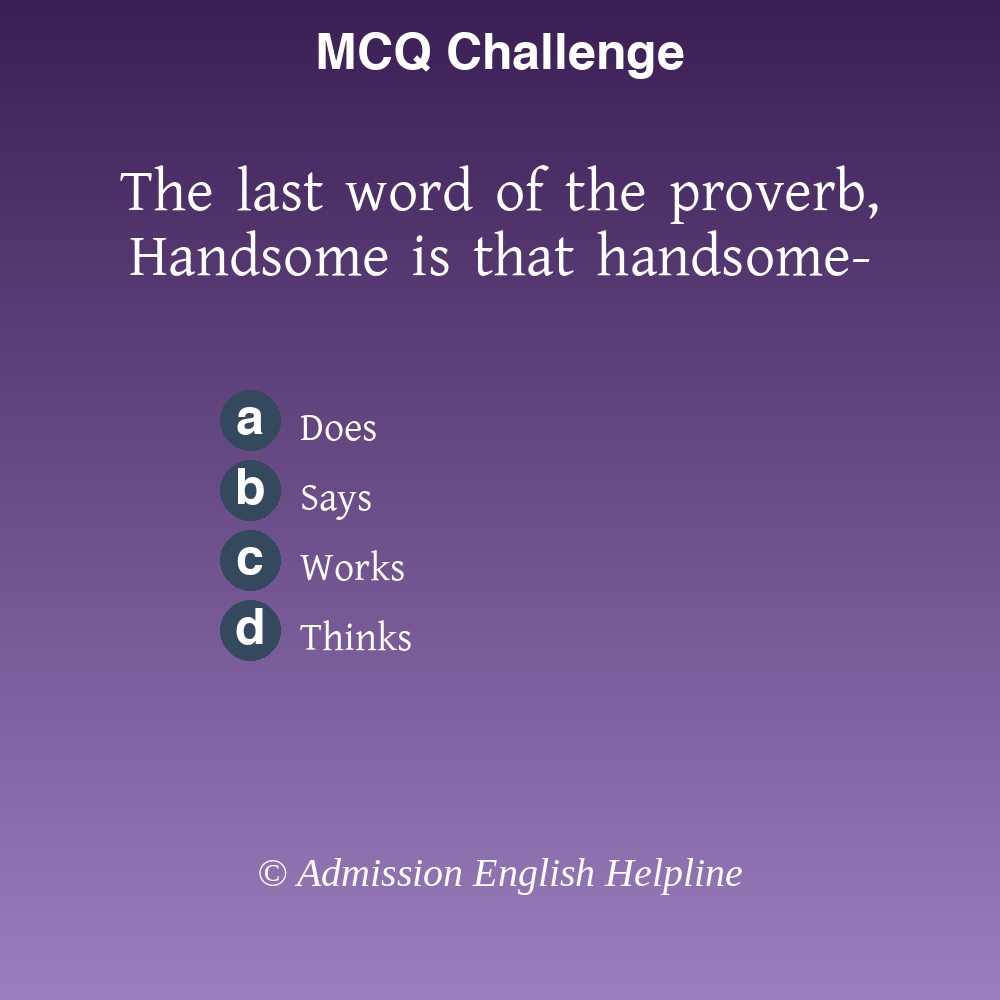 MCQ Challenge
The last word of the proverb,
Handsome is that handsome-
a Does
b Says
c Works
d Thinks
© Admission English Helpline